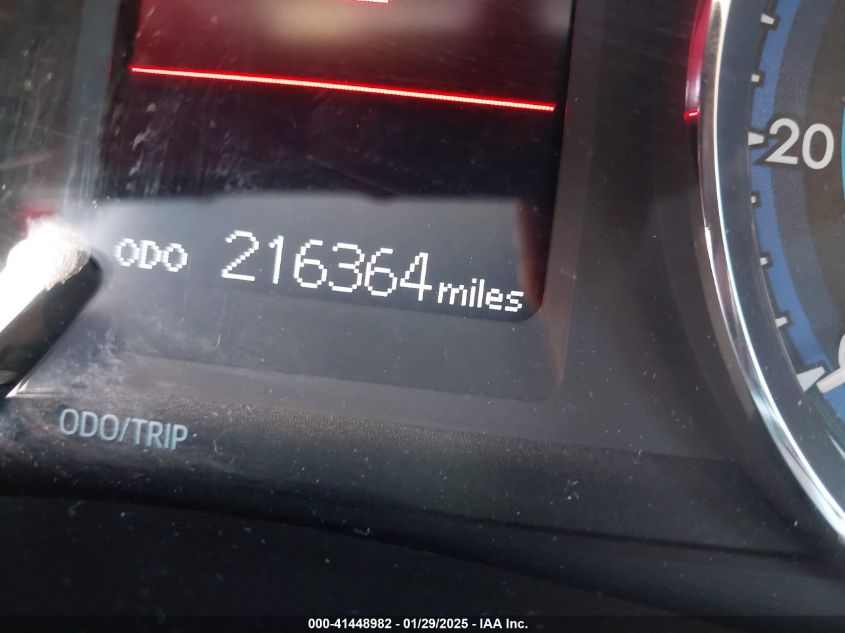 20
ODO 216364 miles
ODO/TRIP
000-41448982 - 01/29/2025 - IAA Inc.